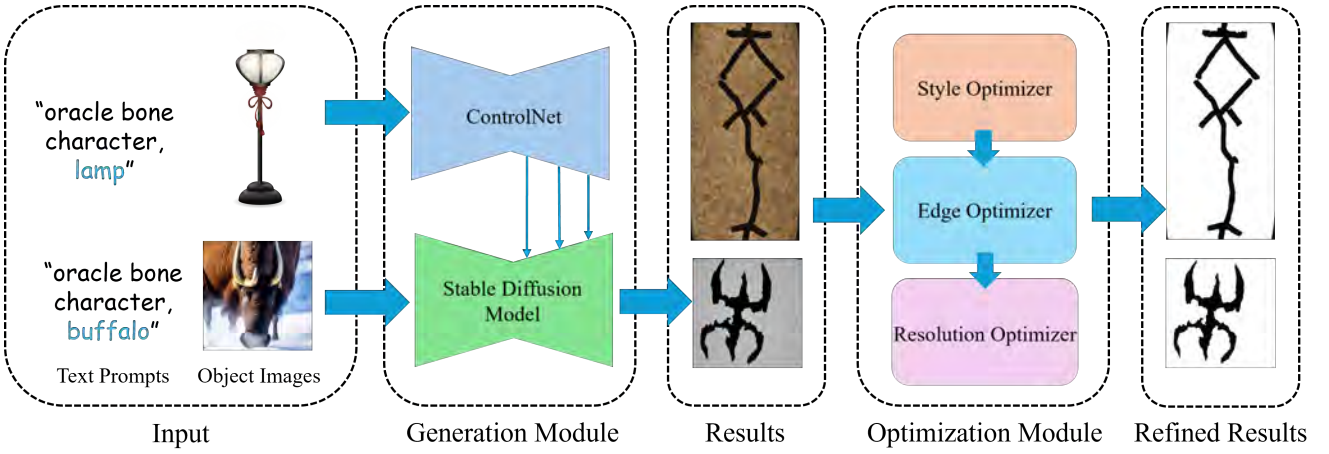 “oracle bone
character,
lamp”
“oracle bone
character,
buffalo”
Text Prompts
Object Images
Input
ControlNet
Stable Diffusion
Model
Generation Module
Results
Style Optimizer
Edge Optimizer
Resolution Optimizer
Optimization Module
Refined Results